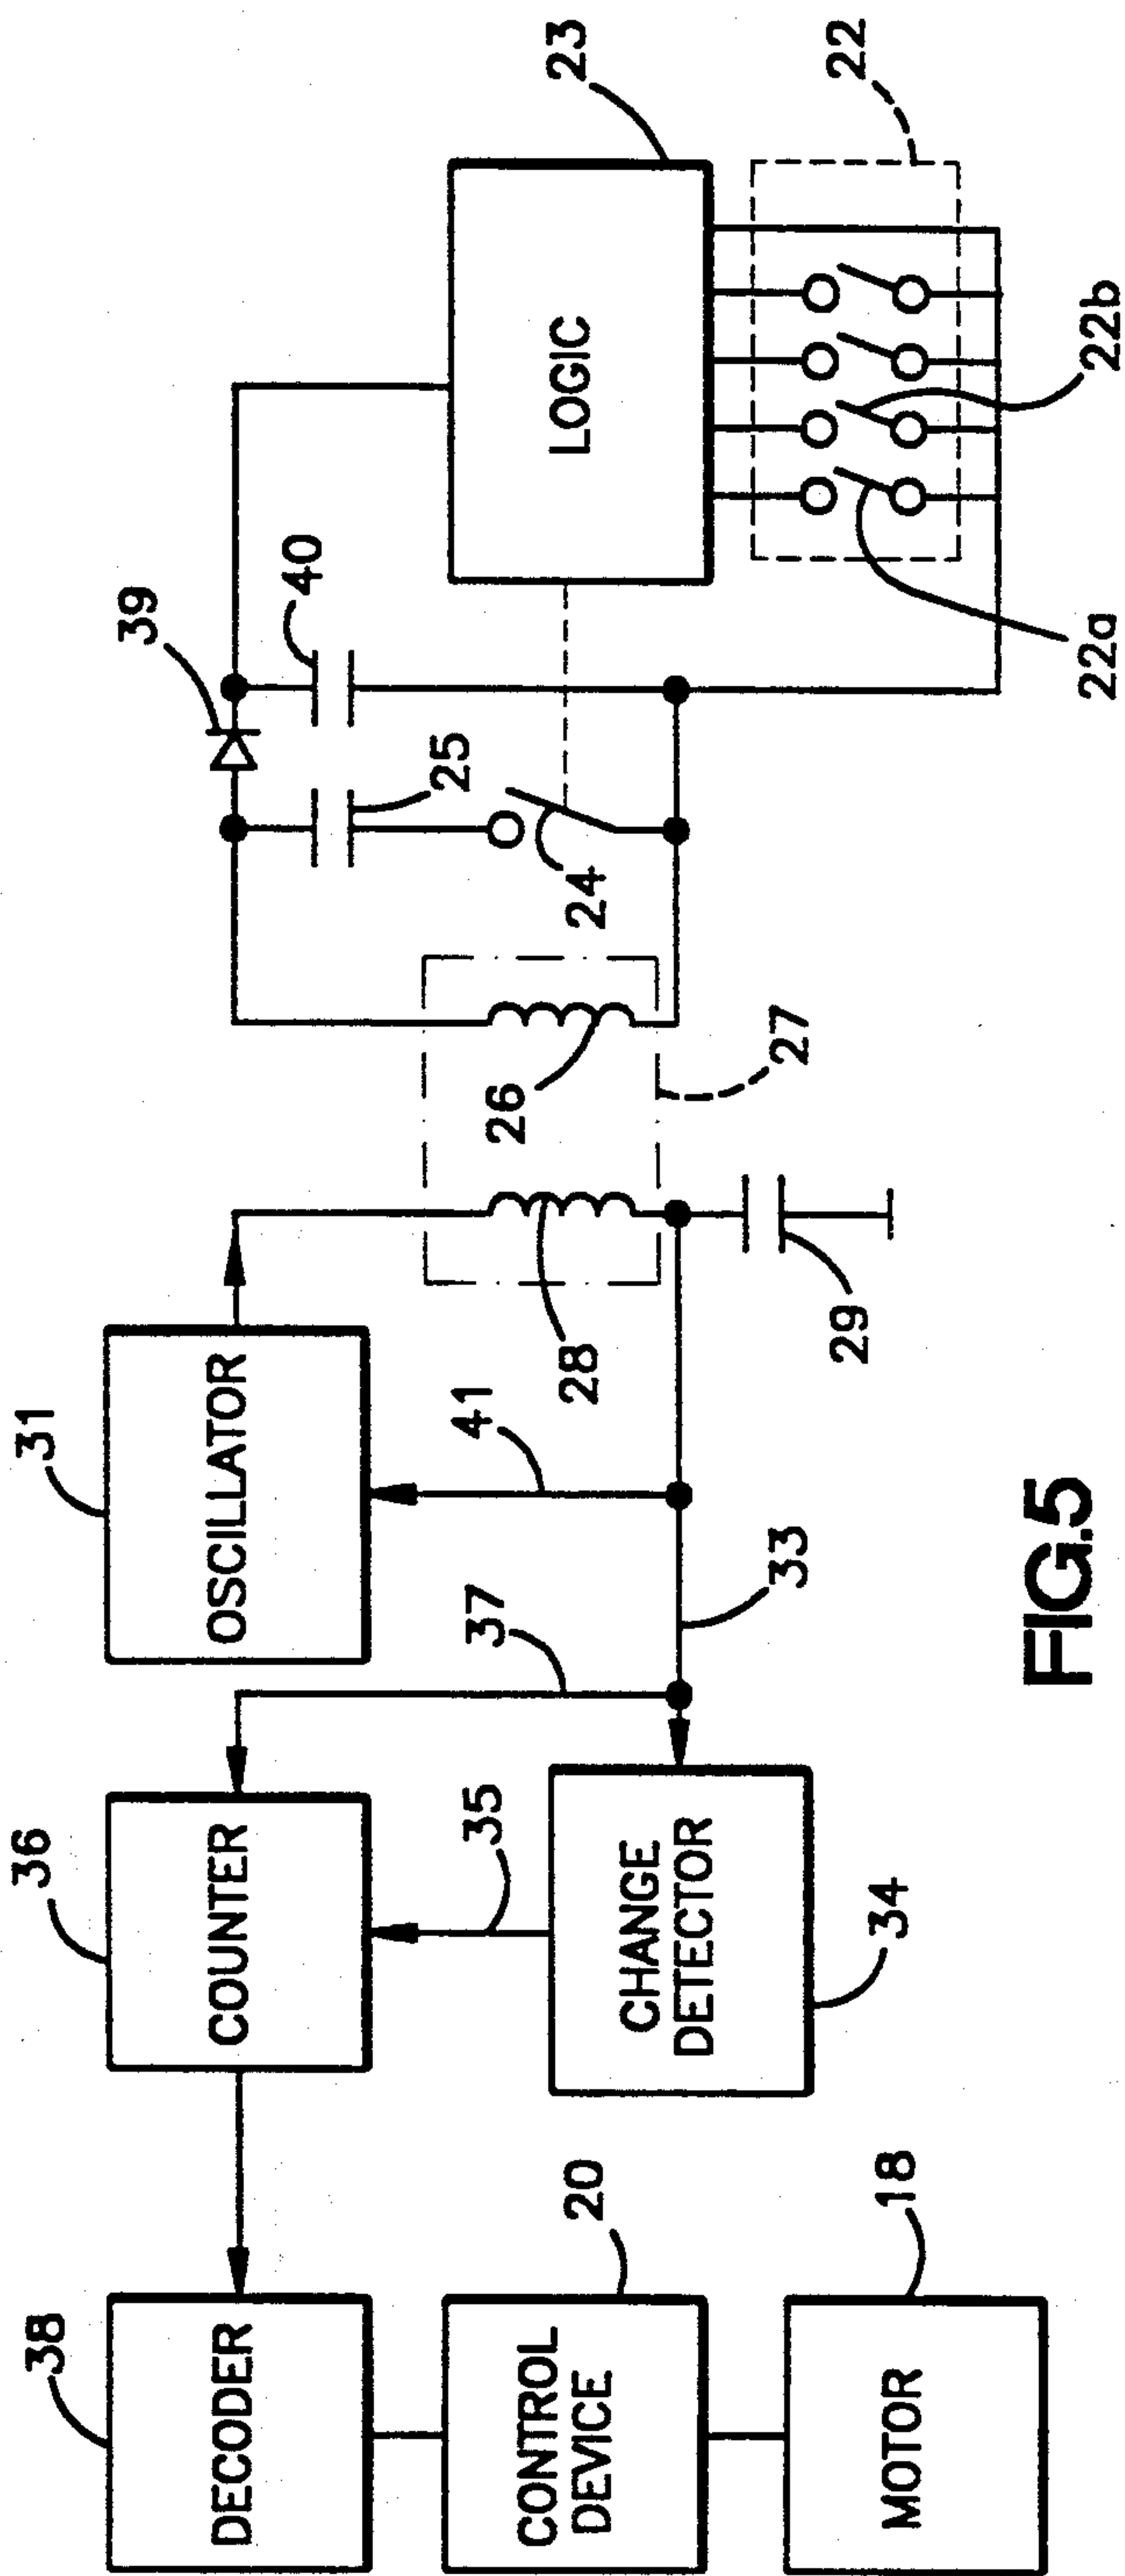 31
OSCILLATOR
36
COUNTER
38
DECODER
37
41
35
33
CHANGE
DETECTOR
34
20
CONTROL
DEVICE
18
MOTOR
28
29
26
27
39
40
25
24
23
LOGIC
22
22a
22b
FIG.5